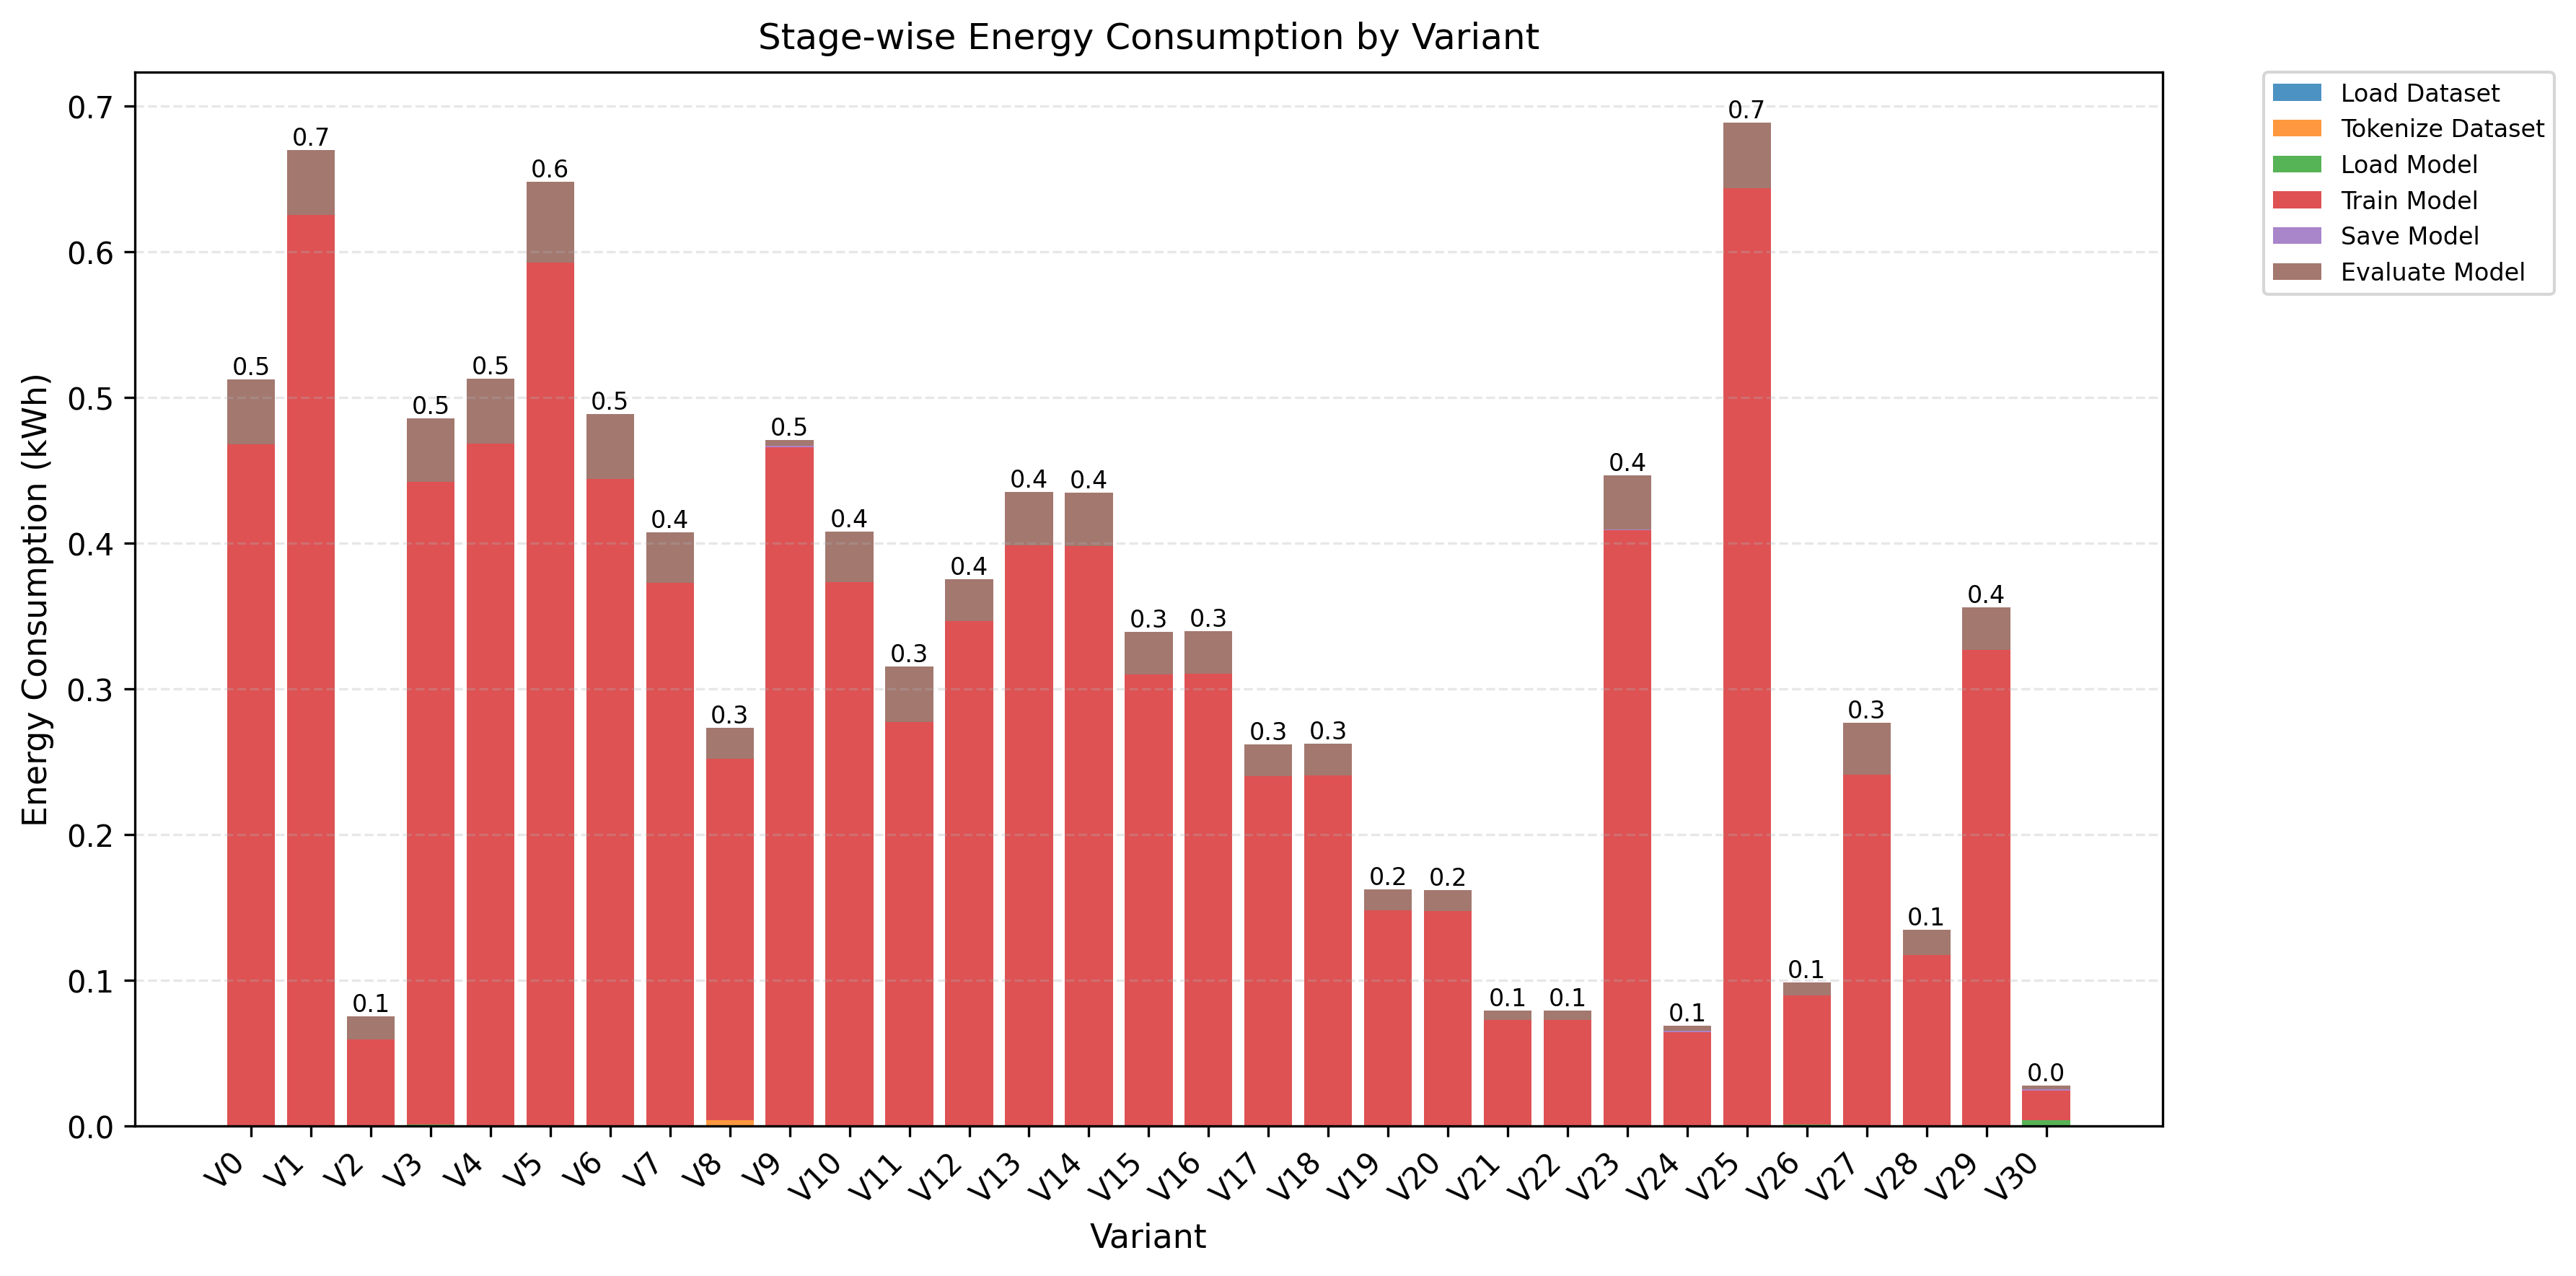 Stage-wise Energy Consumption by Variant
Energy Consumption (kWh)
0.7
0.6
0.5
0.4
0.3
0.2
0.1
0.0
0.5
0.7
0.1
0.5
0.5
0.6
0.5
0.4
0.3
0.5
0.4
0.3
0.4
0.4
0.4
0.3
0.3
0.3
0.3
0.2
0.2
0.1
0.1
0.4
0.1
0.7
0.1
0.3
0.1
0.4
0.0
V0
V1
V2
V3
V4
V5
V6
V7
V8
V9
V10
V11
V12
V13
V14
V15
V16
V17
V18
V19
V20
V21
V22
V23
V24
V25
V26
V27
V28
V29
V30
Variant
Load Dataset
Tokenize Dataset
Load Model
Train Model
Save Model
Evaluate Model